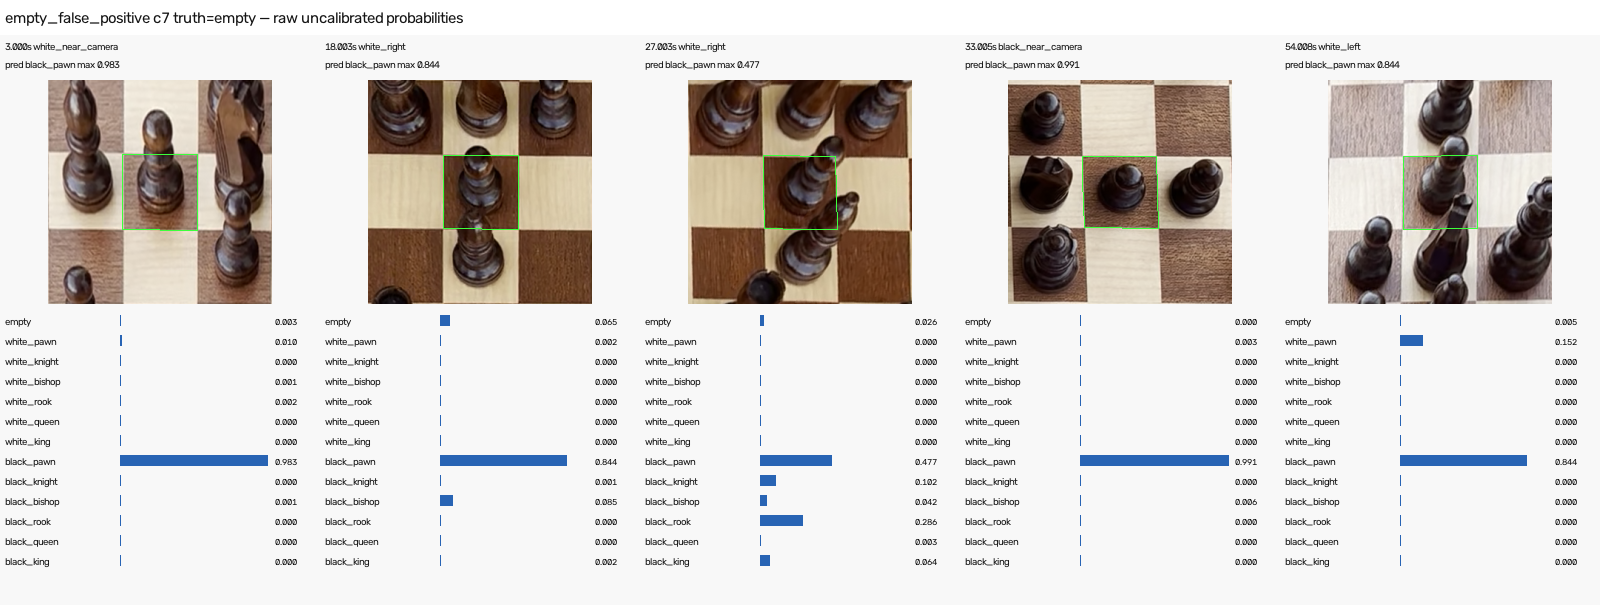 empty_false_positive c7 truth=empty — raw uncalibrated probabilities
3.000s white_near_camera
pred black_pawn max 0.983
empty 0.003
white_pawn 0.010
white_knight 0.000
white_bishop 0.001
white_rook 0.002
white_queen 0.000
white_king 0.000
black_pawn 0.983
black_knight 0.000
black_bishop 0.001
black_rook 0.000
black_queen 0.000
black_king 0.000
18.003s white_right
pred black_pawn max 0.844
empty 0.065
white_pawn 0.002
white_knight 0.000
white_bishop 0.000
white_rook 0.000
white_queen 0.000
white_king 0.000
black_pawn 0.844
black_knight 0.001
black_bishop 0.085
black_rook 0.000
black_queen 0.000
black_king 0.002
27.003s white_right
pred black_pawn max 0.477
empty 0.026
white_pawn 0.000
white_knight 0.000
white_bishop 0.000
white_rook 0.000
white_queen 0.000
white_king 0.000
black_pawn 0.477
black_knight 0.102
black_bishop 0.042
black_rook 0.286
black_queen 0.003
black_king 0.064
33.005s black_near_camera
pred black_pawn max 0.991
empty 0.000
white_pawn 0.003
white_knight 0.000
white_bishop 0.000
white_rook 0.000
white_queen 0.000
white_king 0.000
black_pawn 0.991
black_knight 0.000
black_bishop 0.006
black_rook 0.000
black_queen 0.000
black_king 0.000
54.008s white_left
pred black_pawn max 0.844
empty 0.005
white_pawn 0.152
white_knight 0.000
white_bishop 0.000
white_rook 0.000
white_queen 0.000
white_king 0.000
black_pawn 0.844
black_knight 0.000
black_bishop 0.000
black_rook 0.000
black_queen 0.000
black_king 0.000